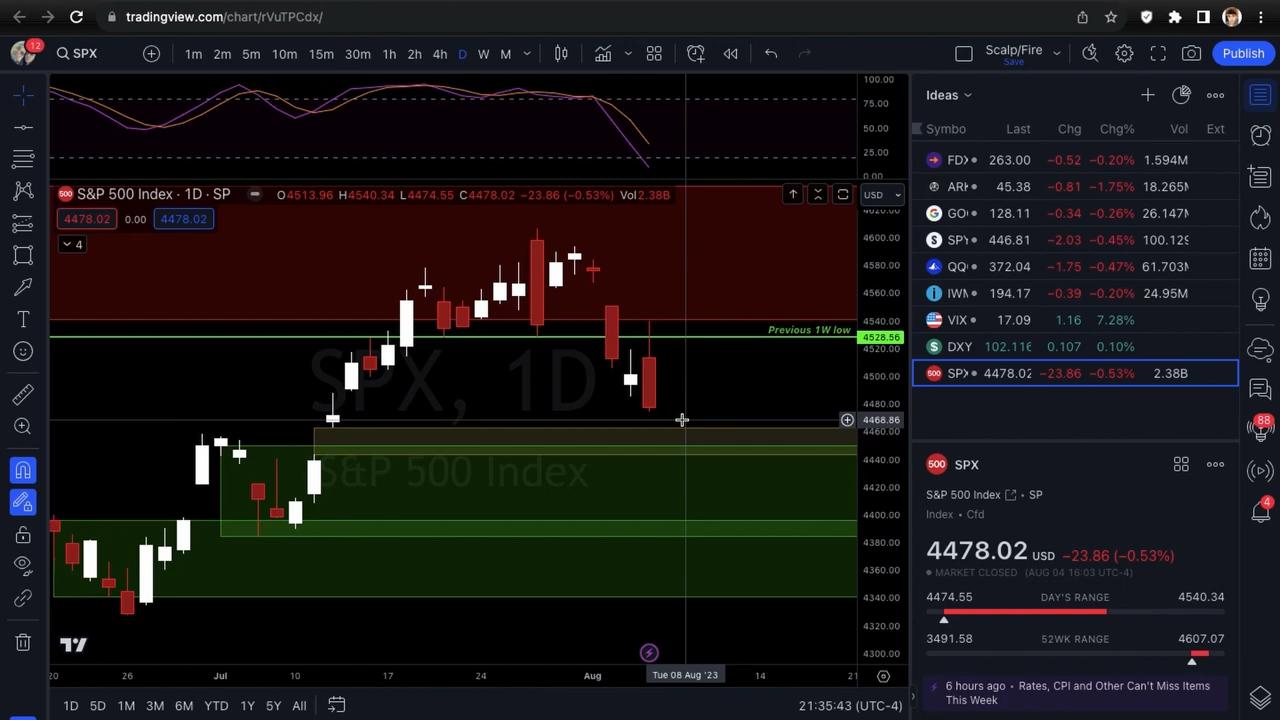 tradingview.com/chart/rVuTPCdx/
12 SPX 1m 2m 5m 10m 15m 30m 1h 2h 4h D W M Scalp/Fire Save Publish
100.00
75.00
50.00
25.00
0.00
500 S&P 500 Index · 1D · SP O4513.96 H4540.34 L4474.55 C4478.02 −23.86 (−0.53%) Vol2.38B USD
4478.02 0.00 4478.02
4
4620.00
4600.00
4580.00
4560.00
4540.00
Previous 1W low 4528.56
4520.00
4500.00
4480.00
4468.86
4460.00
4440.00
4420.00
4400.00
4380.00
4360.00
4340.00
4320.00
4300.00
SPX, 1D
S&P 500 Index
20 26 Jul 10 17 24 Aug Tue 08 Aug '23 14 21
1D 5D 1M 3M 6M YTD 1Y 5Y All 21:35:43 (UTC-4)
Ideas
Symbo Last Chg Chg% Vol Ext
FD 263.00 −0.52 −0.20% 1.594M
ARK 45.38 −0.81 −1.75% 18.265M
GO 128.11 −0.34 −0.26% 26.147M
SPY 446.81 −2.03 −0.45% 100.129
QQ 372.04 −1.75 −0.47% 61.703M
IWM 194.17 −0.39 −0.20% 24.95M
VIX 17.09 1.16 7.28%
DXY 102.116 0.107 0.10%
500 SPX 4478.02 −23.86 −0.53% 2.38B
500 SPX
S&P 500 Index • SP
Index • Cfd
4478.02 USD −23.86 (−0.53%)
MARKET CLOSED (AUG 04 16:03 UTC-4)
4474.55 DAY'S RANGE 4540.34
3491.58 52WK RANGE 4607.07
6 hours ago • Rates, CPI and Other Can't Miss Items
This Week
88
4